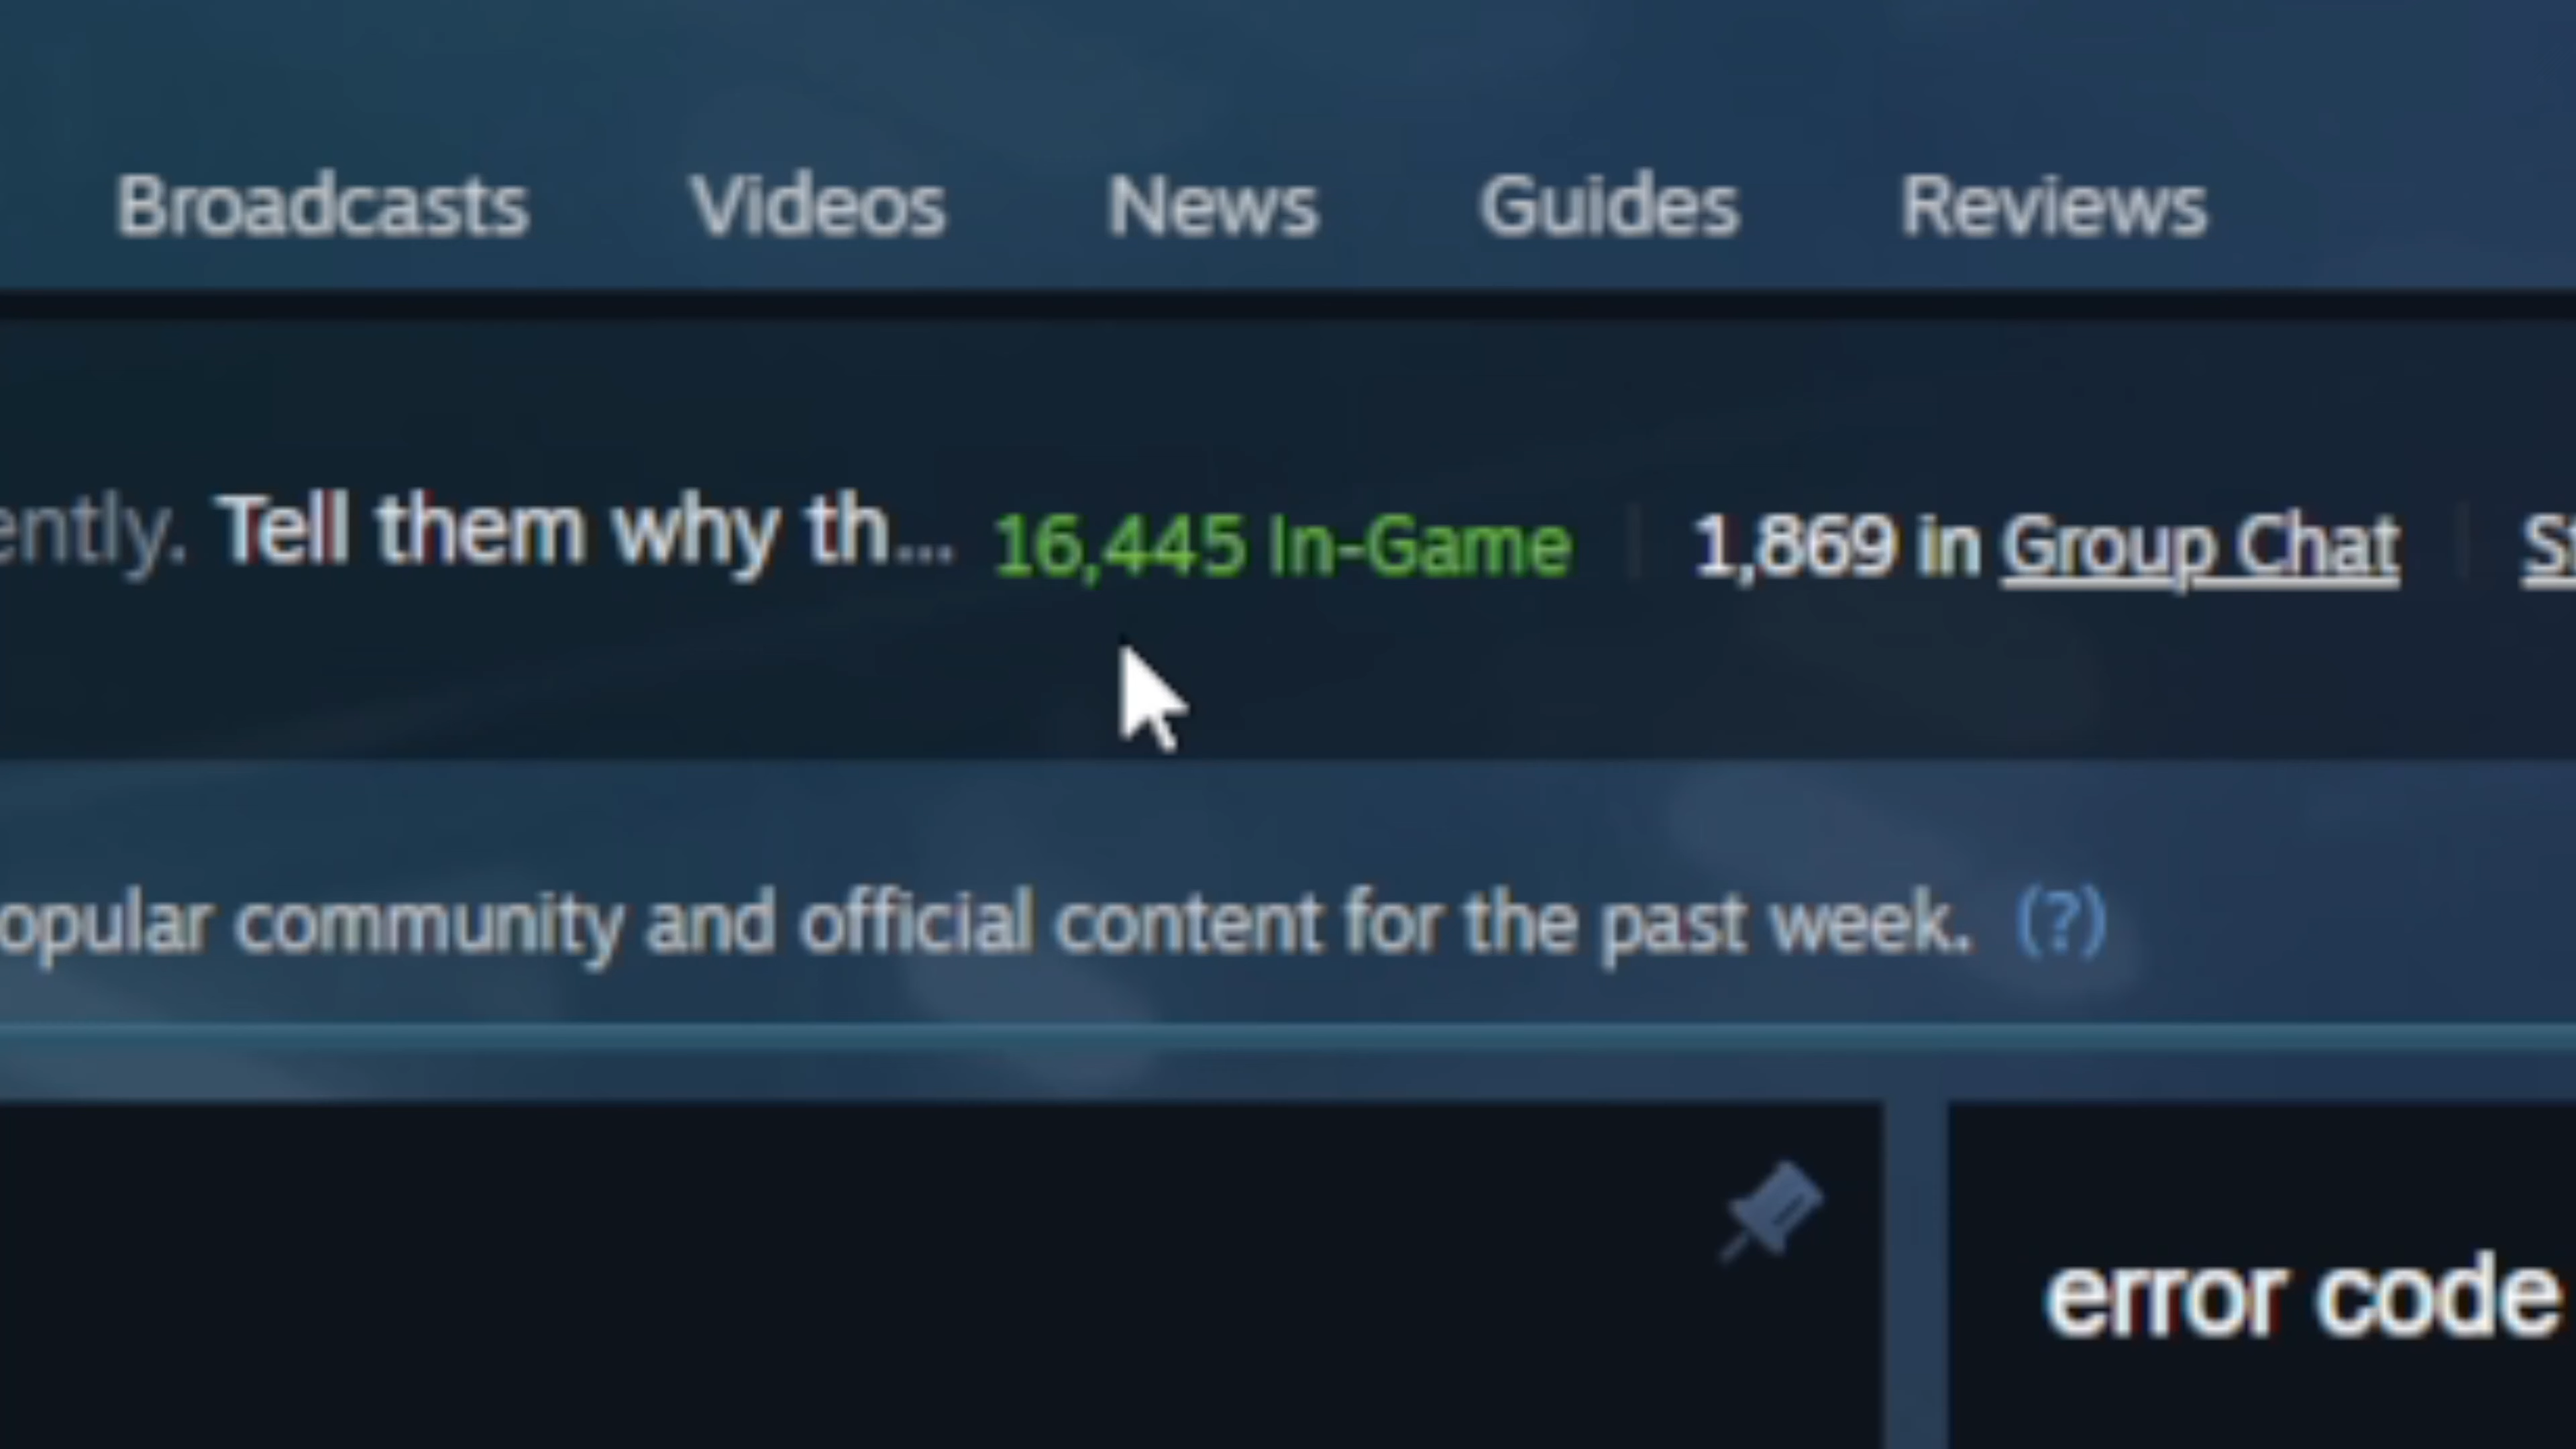 Broadcasts Videos News Guides Reviews
ently. Tell them why th... 16,445 In-Game 1,869 in Group Chat
opular community and official content for the past week. (?)
error code